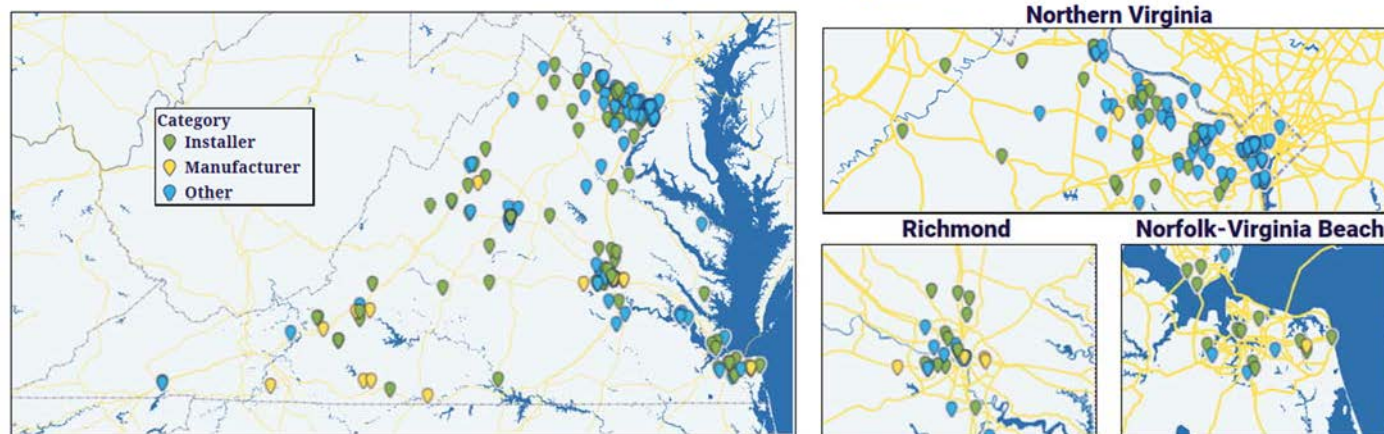 Category
Installer
Manufacturer
Other
Northern Virginia
Richmond
Norfolk-Virginia Beach